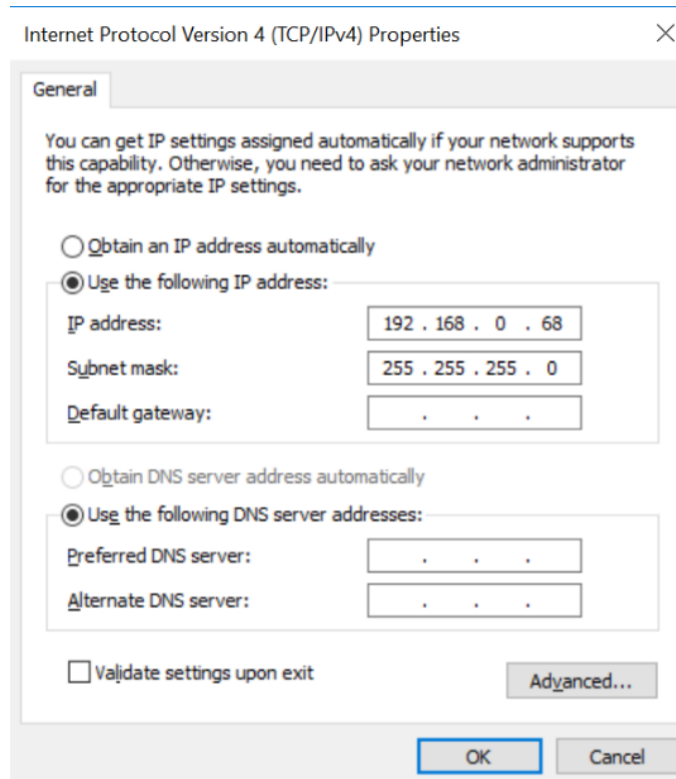 Internet Protocol Version 4 (TCP/IPv4) Properties
General
You can get IP settings assigned automatically if your network supports
this capability. Otherwise, you need to ask your network administrator
for the appropriate IP settings.
Obtain an IP address automatically
Use the following IP address:
IP address: 192 . 168 . 0 . 68
Subnet mask: 255 . 255 . 255 . 0
Default gateway: . . .
Obtain DNS server address automatically
Use the following DNS server addresses:
Preferred DNS server: . . .
Alternate DNS server: . . .
Validate settings upon exit
Advanced...
OK Cancel